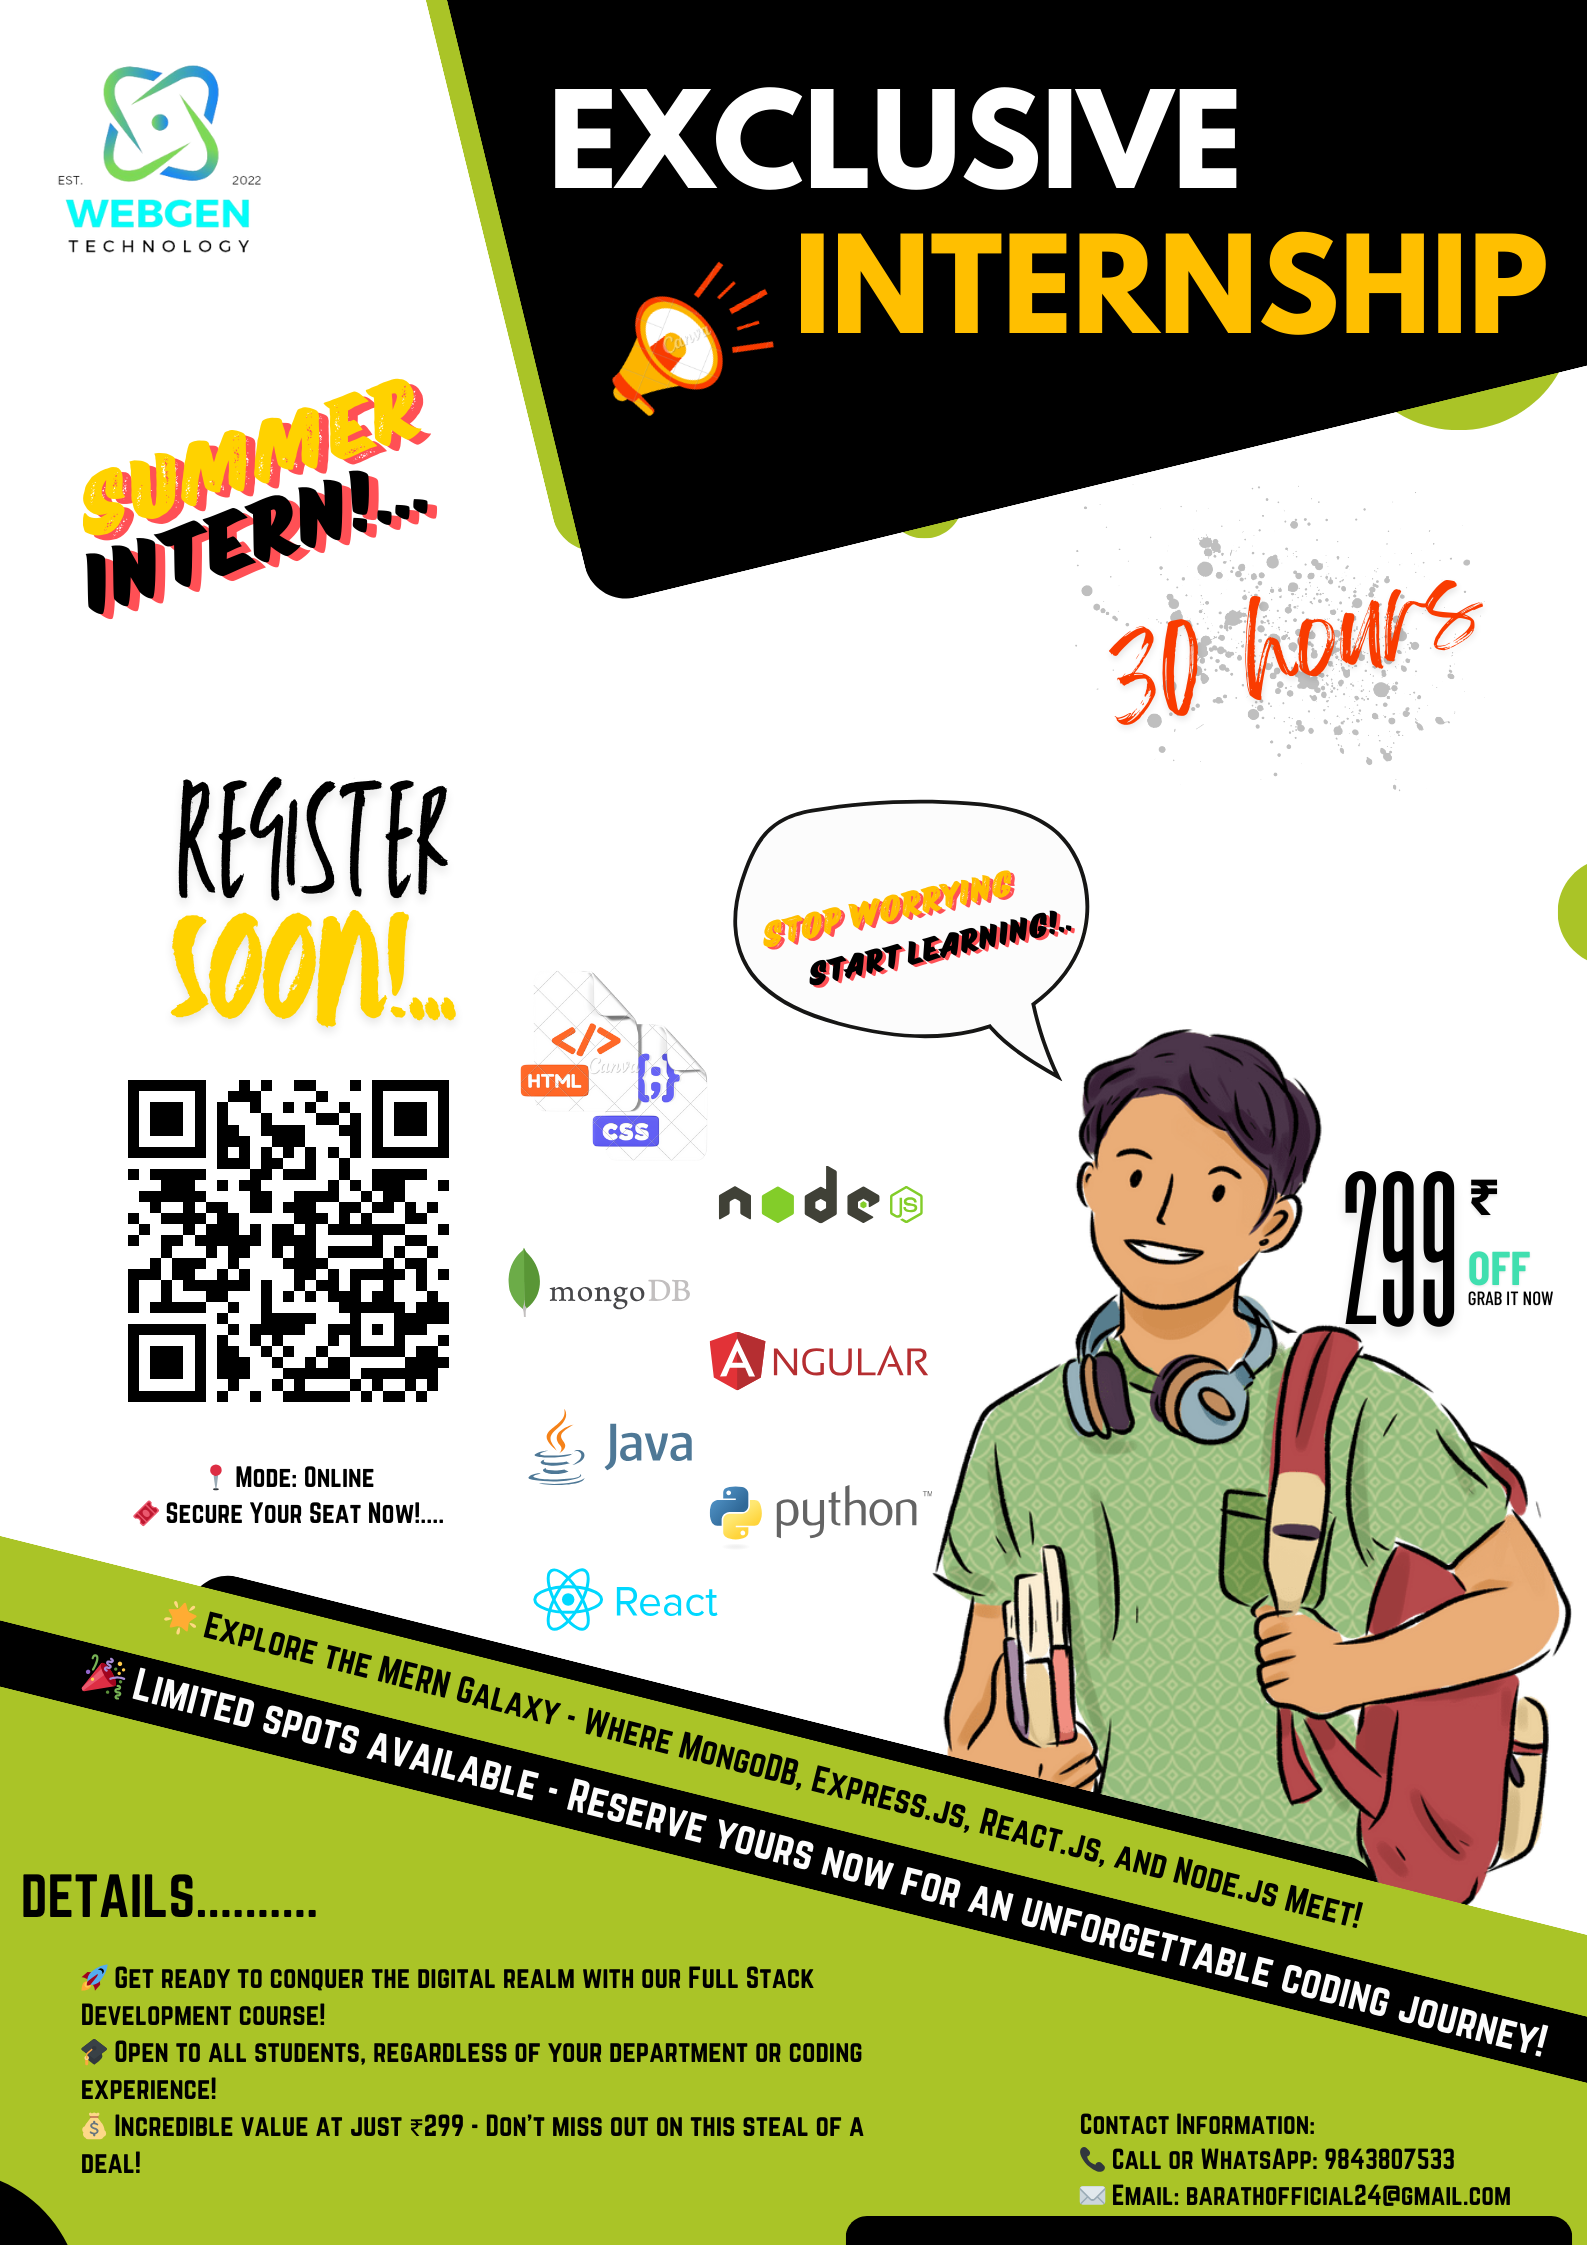 EST. 2022
WEBGEN
TECHNOLOGY
EXCLUSIVE
INTERNSHIP
Canva
SUMMER
INTERN!...
30 hours
REGISTER
SOON!...
STOP WORRYING
START LEARNING!..
</>
HTML
Canva
{;}
CSS
node JS
mongoDB
ANGULAR
Java
python™
React
299 ₹
OFF
GRAB IT NOW
📍 MODE: ONLINE
🎟 SECURE YOUR SEAT NOW!....
🌟 EXPLORE THE MERN GALAXY - WHERE MONGODB, EXPRESS.JS, REACT.JS, AND NODE.JS MEET!
🎉 LIMITED SPOTS AVAILABLE - RESERVE YOURS NOW FOR AN UNFORGETTABLE CODING JOURNEY!
DETAILS..........
🚀 GET READY TO CONQUER THE DIGITAL REALM WITH OUR FULL STACK
DEVELOPMENT COURSE!
🎓 OPEN TO ALL STUDENTS, REGARDLESS OF YOUR DEPARTMENT OR CODING
EXPERIENCE!
💰 INCREDIBLE VALUE AT JUST ₹299 - DON'T MISS OUT ON THIS STEAL OF A
DEAL!
CONTACT INFORMATION:
📞 CALL OR WHATSAPP: 9843807533
✉ EMAIL: BARATHOFFICIAL24@GMAIL.COM